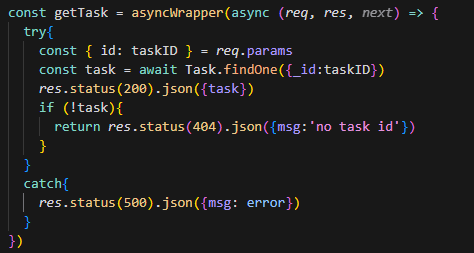 const getTask = asyncWrapper(async (req, res, next) => {
try{
const { id: taskID } = req.params
const task = await Task.findOne({_id:taskID})
res.status(200).json({task})
if (!task){
return res.status(404).json({msg:'no task id'})
}
}
catch{
res.status(500).json({msg: error})
}
})